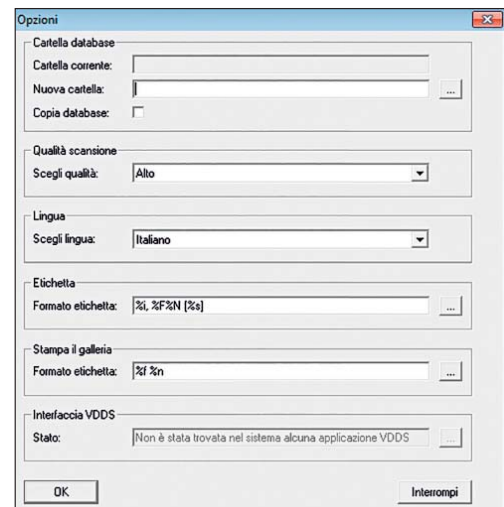 Opzioni
Cartella database
Cartella corrente:
Nuova cartella:
...
Copia database:
Qualità scansione
Scegli qualità:
Alto
Lingua
Scegli lingua:
Italiano
Etichetta
Formato etichetta:
%i, %F%N [%s]
...
Stampa il galleria
Formato etichetta:
%f %n
...
Interfaccia VDDS
Stato:
Non è stata trovata nel sistema alcuna applicazione VDDS
...
OK
Interrompi